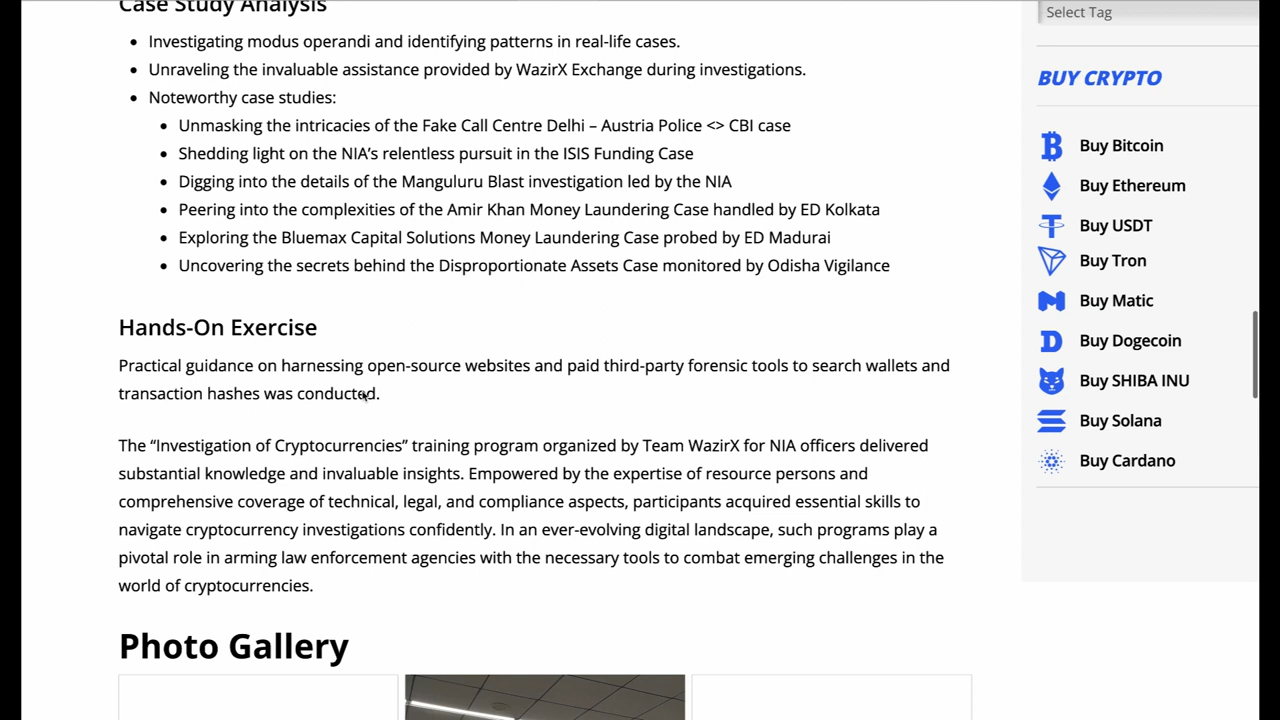 Case Study Analysis
Investigating modus operandi and identifying patterns in real-life cases.
Unraveling the invaluable assistance provided by WazirX Exchange during investigations.
Noteworthy case studies:
Unmasking the intricacies of the Fake Call Centre Delhi – Austria Police <> CBI case
Shedding light on the NIA’s relentless pursuit in the ISIS Funding Case
Digging into the details of the Manguluru Blast investigation led by the NIA
Peering into the complexities of the Amir Khan Money Laundering Case handled by ED Kolkata
Exploring the Bluemax Capital Solutions Money Laundering Case probed by ED Madurai
Uncovering the secrets behind the Disproportionate Assets Case monitored by Odisha Vigilance
Hands-On Exercise
Practical guidance on harnessing open-source websites and paid third-party forensic tools to search wallets and
transaction hashes was conducted.
The “Investigation of Cryptocurrencies” training program organized by Team WazirX for NIA officers delivered
substantial knowledge and invaluable insights. Empowered by the expertise of resource persons and
comprehensive coverage of technical, legal, and compliance aspects, participants acquired essential skills to
navigate cryptocurrency investigations confidently. In an ever-evolving digital landscape, such programs play a
pivotal role in arming law enforcement agencies with the necessary tools to combat emerging challenges in the
world of cryptocurrencies.
Photo Gallery
Select Tag
BUY CRYPTO
Buy Bitcoin
Buy Ethereum
Buy USDT
Buy Tron
Buy Matic
Buy Dogecoin
Buy SHIBA INU
Buy Solana
Buy Cardano